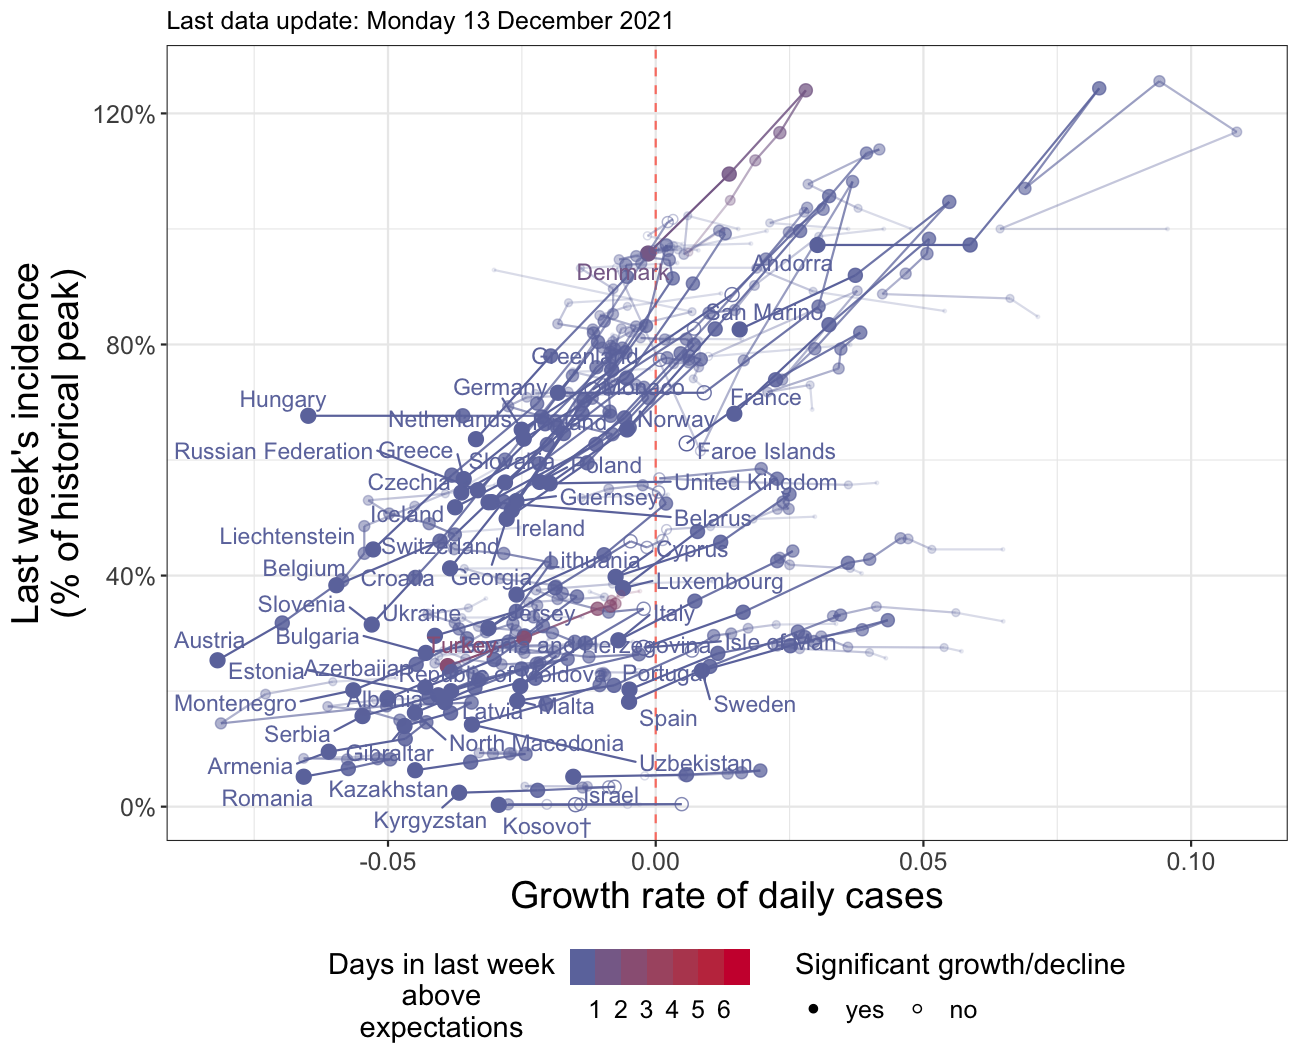 Last data update: Monday 13 December 2021
120%
80%
40%
0%
Last week's incidence
(% of historical peak)
Denmark
Andorra
San Marino
Greenland
Germany
Monaco
Hungary
France
Netherlands
Norway
Russian Federation
Greece
Slovakia
Poland
Faroe Islands
Czechia
United Kingdom
Guernsey
Iceland
Ireland
Belarus
Liechtenstein
Switzerland
Cyprus
Belgium
Croatia
Georgia
Lithuania
Luxembourg
Slovenia
Ukraine
Jersey
Italy
Austria
Bulgaria
Turkey
and Herzegovina
Isle of Man
Estonia
Azerbaijan
Republic of Moldova
Portugal
Montenegro
Albania
Latvia
Malta
Spain
Sweden
Serbia
Gibraltar
North Macedonia
Armenia
Uzbekistan
Romania
Kazakhstan
Israel
Kyrgyzstan
Kosovo†
-0.05
0.00
0.05
0.10
Growth rate of daily cases
Days in last week
above
expectations
1 2 3 4 5 6
Significant growth/decline
yes
no